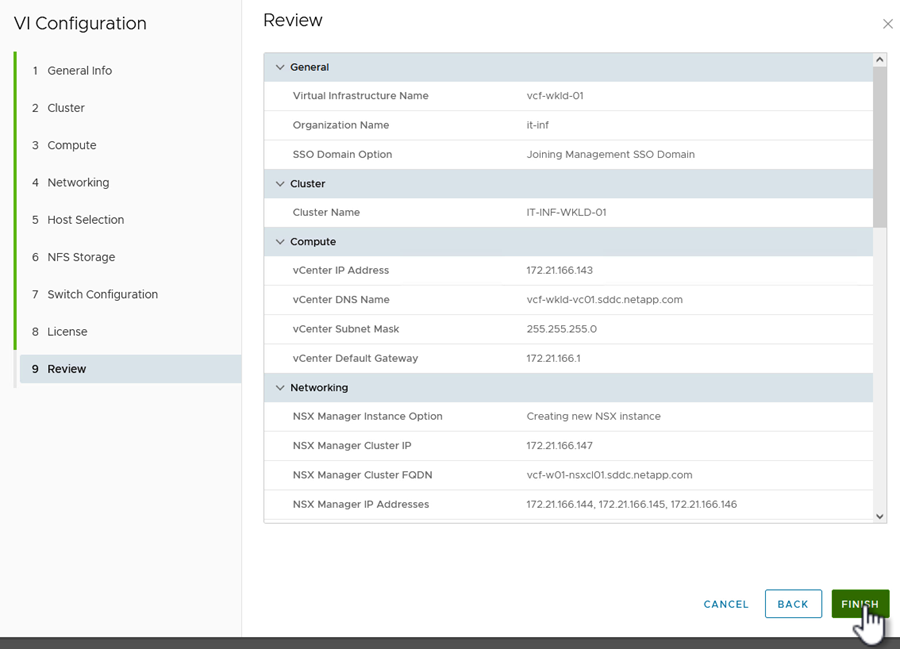 VI Configuration
1 General Info
2 Cluster
3 Compute
4 Networking
5 Host Selection
6 NFS Storage
7 Switch Configuration
8 License
9 Review
Review
General
Virtual Infrastructure Name vcf-wkld-01
Organization Name it-inf
SSO Domain Option Joining Management SSO Domain
Cluster
Cluster Name IT-INF-WKLD-01
Compute
vCenter IP Address 172.21.166.143
vCenter DNS Name vcf-wkld-vc01.sddc.netapp.com
vCenter Subnet Mask 255.255.255.0
vCenter Default Gateway 172.21.166.1
Networking
NSX Manager Instance Option Creating new NSX instance
NSX Manager Cluster IP 172.21.166.147
NSX Manager Cluster FQDN vcf-w01-nsxcl01.sddc.netapp.com
NSX Manager IP Addresses 172.21.166.144, 172.21.166.145, 172.21.166.146
CANCEL BACK FINISH